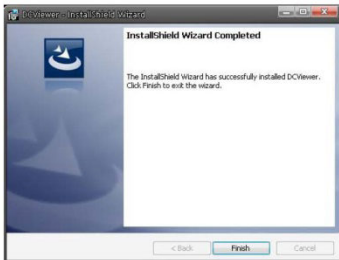 DCViewer - InstallShield Wizard
InstallShield Wizard Completed
The InstallShield Wizard has successfully installed DCViewer.
Click Finish to exit the wizard.
< Back
Finish
Cancel